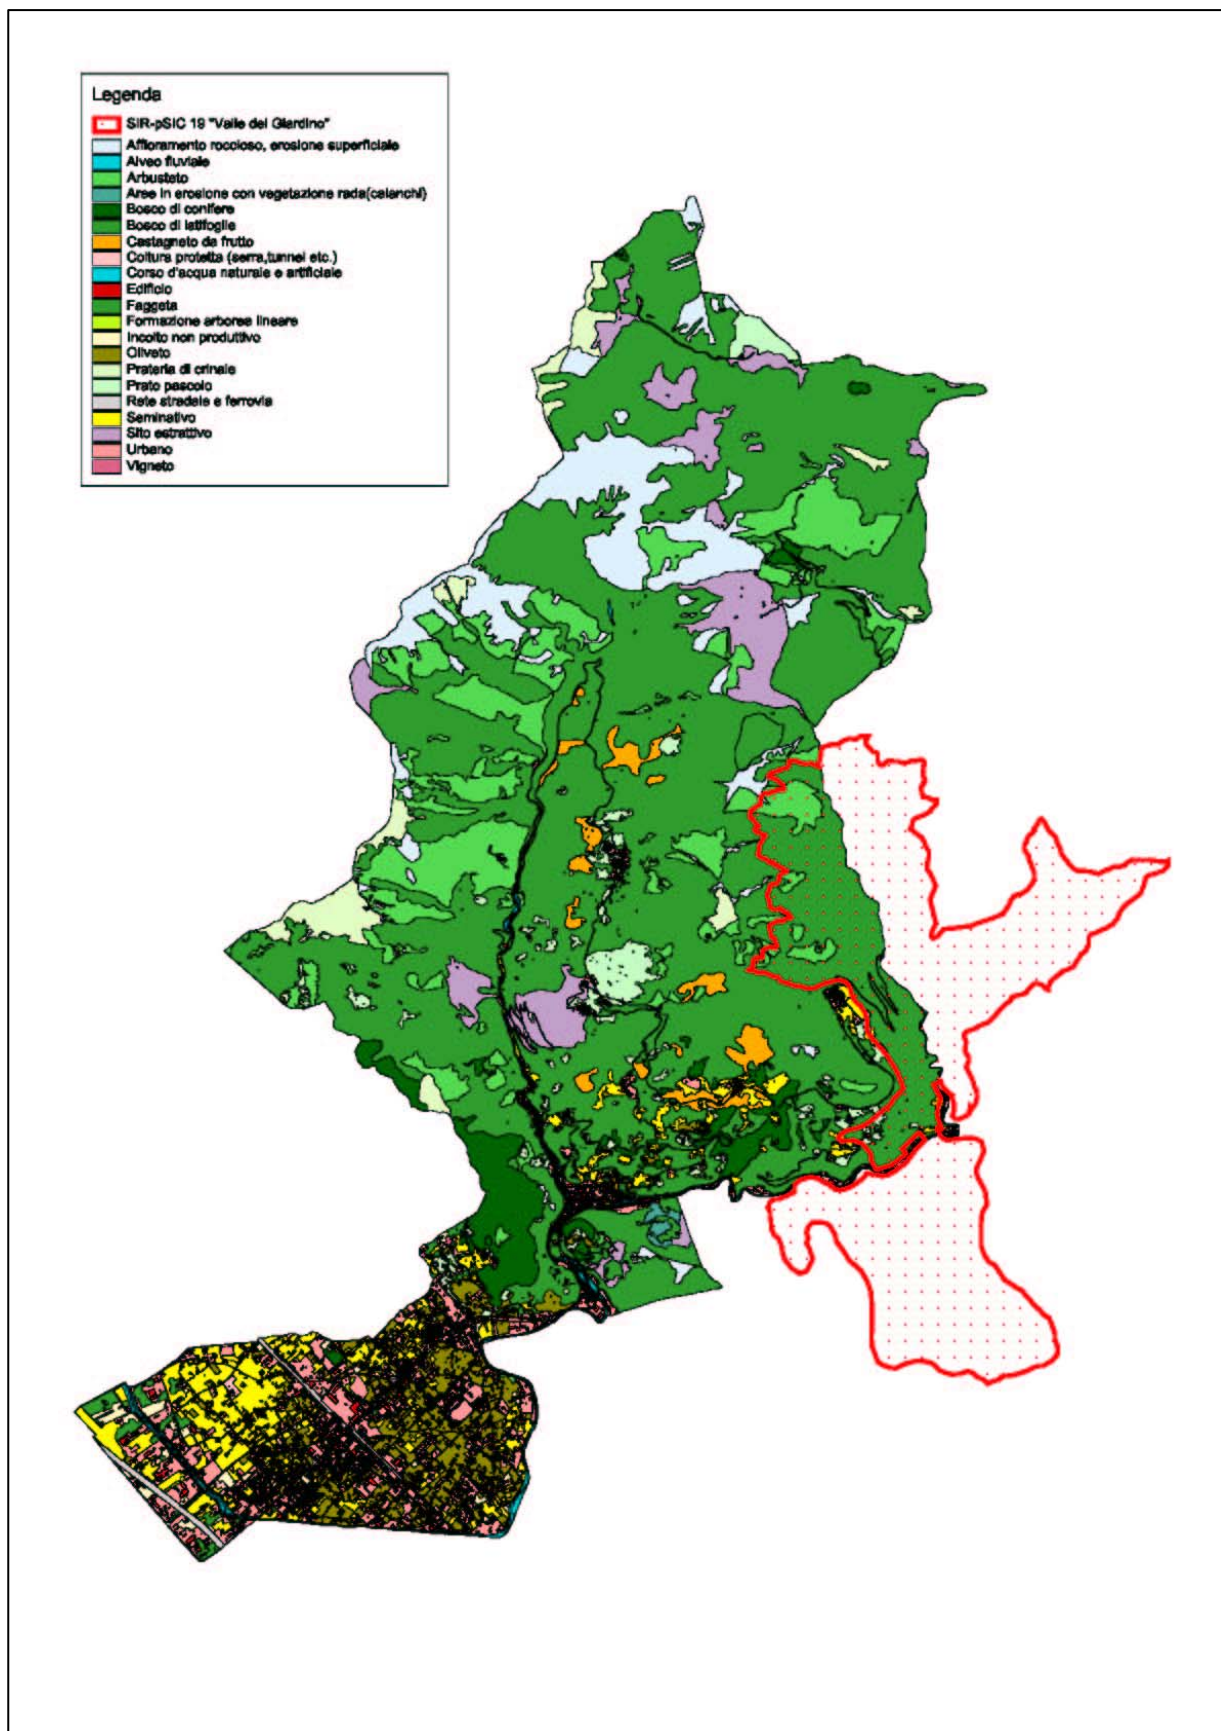 Legenda
SIR-pSIC 19 "Valle del Giardino"
Affioramento roccioso, erosione superficiale
Alveo fluviale
Arbusteto
Aree in erosione con vegetazione rada(calanchi)
Bosco di conifere
Bosco di latifoglie
Castagneto da frutto
Coltura protetta (serra,tunnel etc.)
Corso d'acqua naturale e artificiale
Edificio
Faggeta
Formazione arborea lineare
Incolto non produttivo
Oliveto
Prateria di crinale
Prato pascolo
Rete stradale e ferrovia
Seminativo
Sito estrattivo
Urbano
Vigneto